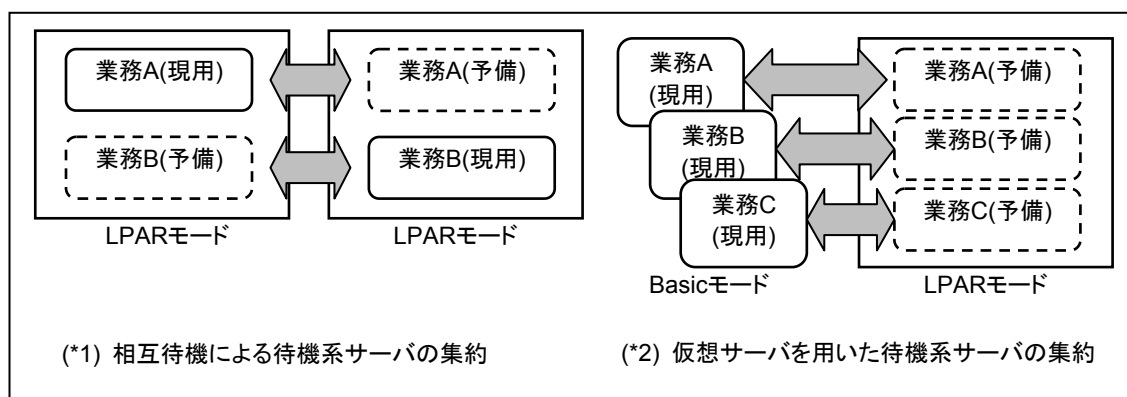 業務A(現用)
業務A(予備)
業務B(予備)
業務B(現用)
LPARモード
LPARモード
(*1) 相互待機による待機系サーバの集約
業務A
(現用)
業務B
(現用)
業務C
(現用)
業務A(予備)
業務B(予備)
業務C(予備)
Basicモード
LPARモード
(*2) 仮想サーバを用いた待機系サーバの集約